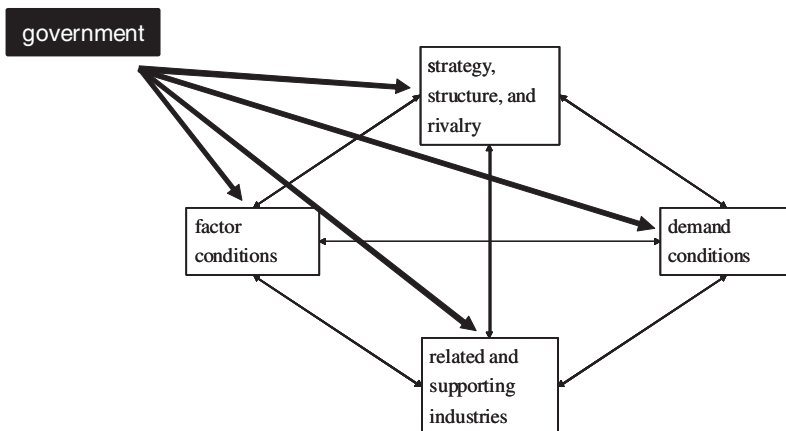 government
strategy,
structure, and
rivalry
factor
conditions
demand
conditions
related and
supporting
industries